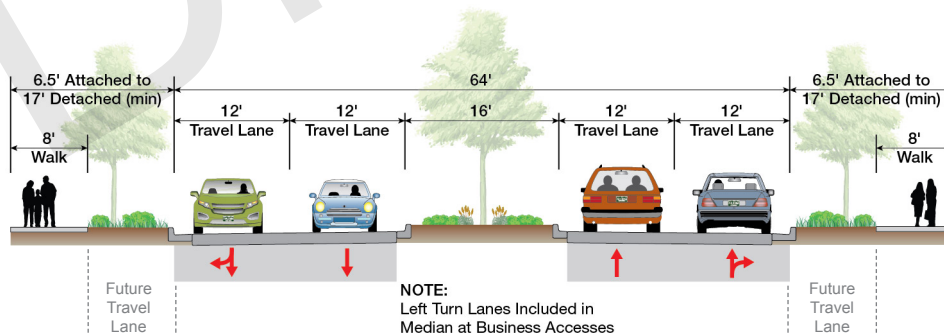 6.5' Attached to
17' Detached (min)
64'
6.5' Attached to
17' Detached (min)
12'
Travel Lane
12'
Travel Lane
16'
12'
Travel Lane
12'
Travel Lane
8'
Walk
8'
Walk
Future
Travel
Lane
NOTE:
Left Turn Lanes Included in
Median at Business Accesses
Future
Travel
Lane